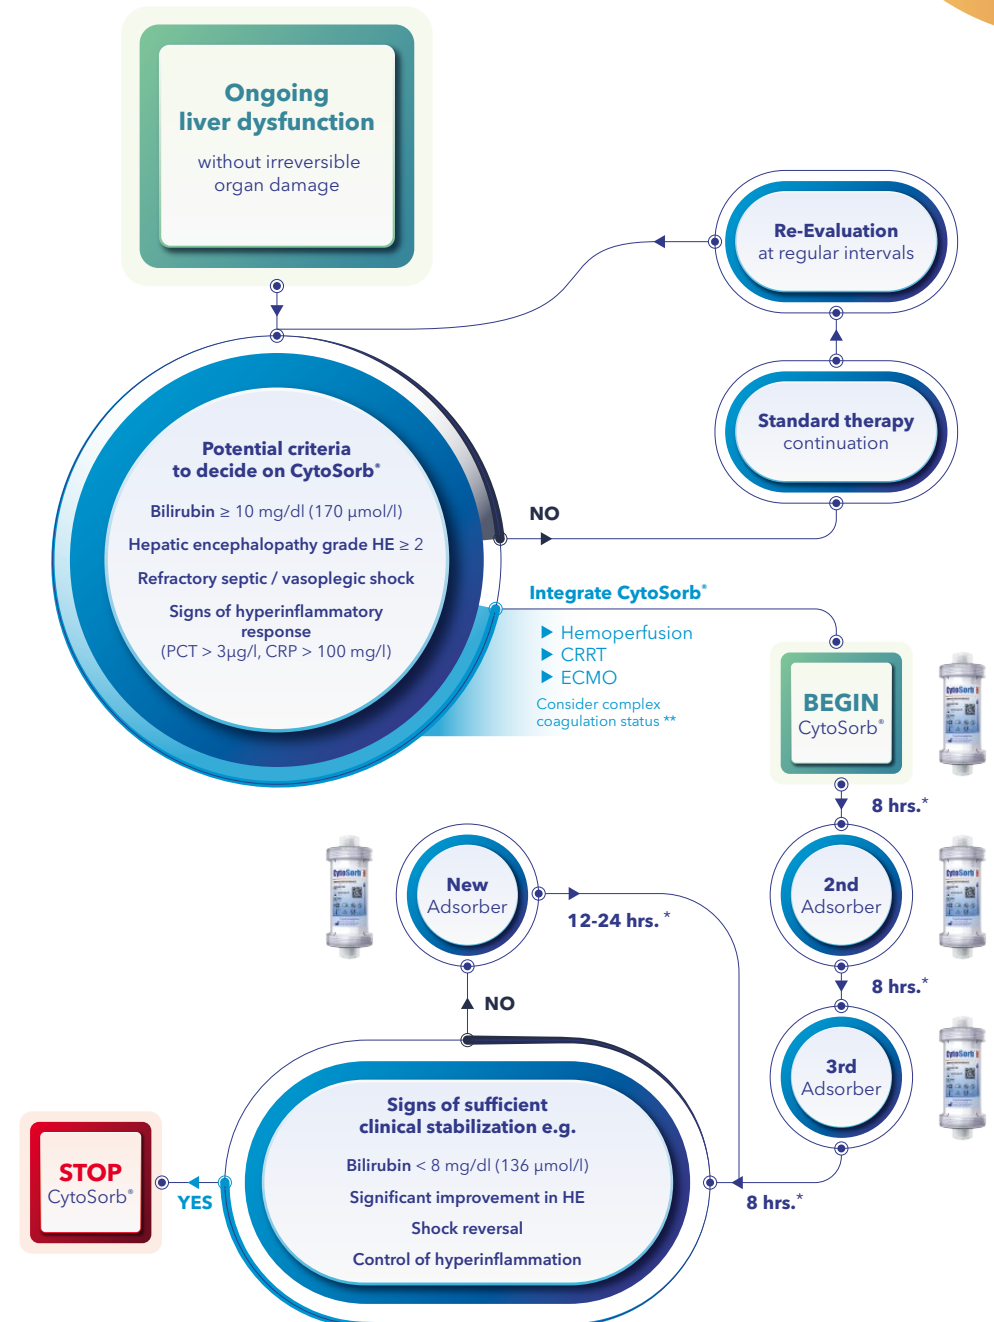 Ongoing
liver dysfunction
without irreversible
organ damage
Re-Evaluation
at regular intervals
Standard therapy
continuation
Potential criteria
to decide on CytoSorb®
Bilirubin ≥ 10 mg/dl (170 μmol/l)
Hepatic encephalopathy grade HE ≥ 2
Refractory septic / vasoplegic shock
Signs of hyperinflammatory
response
(PCT > 3μg/l, CRP > 100 mg/l)
NO
Integrate CytoSorb®
Hemoperfusion
CRRT
ECMO
Consider complex
coagulation status **
BEGIN
CytoSorb®
CytoSorb
8 hrs.*
2nd
Adsorber
CytoSorb
8 hrs.*
3rd
Adsorber
CytoSorb
8 hrs.*
New
Adsorber
CytoSorb
12-24 hrs. *
NO
Signs of sufficient
clinical stabilization e.g.
Bilirubin < 8 mg/dl (136 μmol/l)
Significant improvement in HE
Shock reversal
Control of hyperinflammation
YES
STOP
CytoSorb®